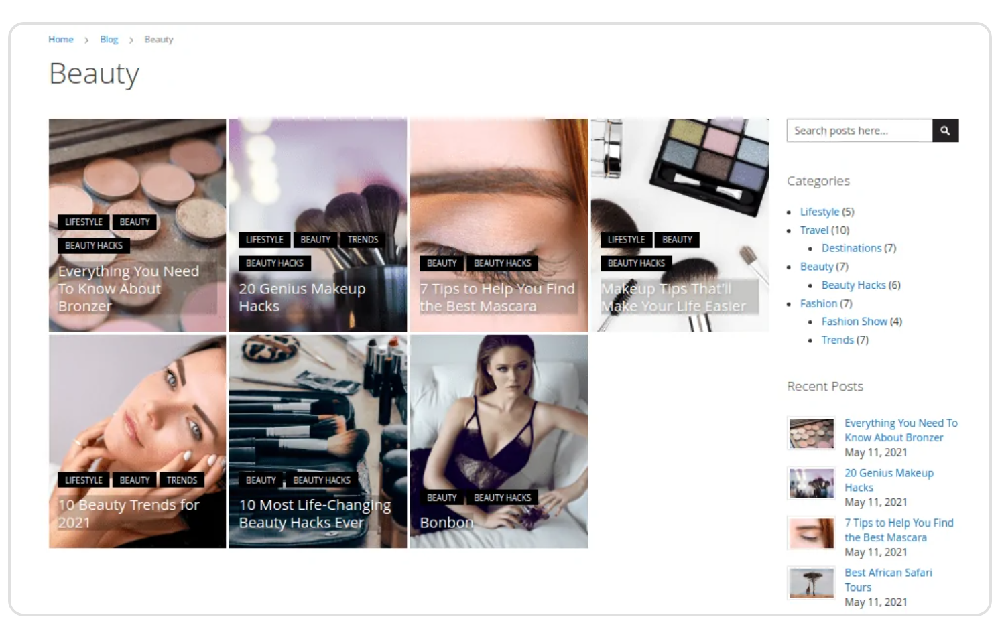 Home > Blog > Beauty
Beauty
LIFESTYLE BEAUTY
BEAUTY HACKS
Everything You Need
To Know About
Bronzer
LIFESTYLE BEAUTY TRENDS
BEAUTY HACKS
20 Genius Makeup
Hacks
BEAUTY BEAUTY HACKS
7 Tips to Help You Find
the Best Mascara
LIFESTYLE BEAUTY
BEAUTY HACKS
Makeup Tips That'll
Make Your Life Easier
LIFESTYLE BEAUTY TRENDS
10 Beauty Trends for
2021
BEAUTY BEAUTY HACKS
10 Most Life-Changing
Beauty Hacks Ever
BEAUTY BEAUTY HACKS
Bonbon
Search posts here...
Categories
Lifestyle (5)
Travel (10)
Destinations (7)
Beauty (7)
Beauty Hacks (6)
Fashion (7)
Fashion Show (4)
Trends (7)
Recent Posts
Everything You Need To
Know About Bronzer
May 11, 2021
20 Genius Makeup
Hacks
May 11, 2021
7 Tips to Help You Find
the Best Mascara
May 11, 2021
Best African Safari
Tours
May 11, 2021